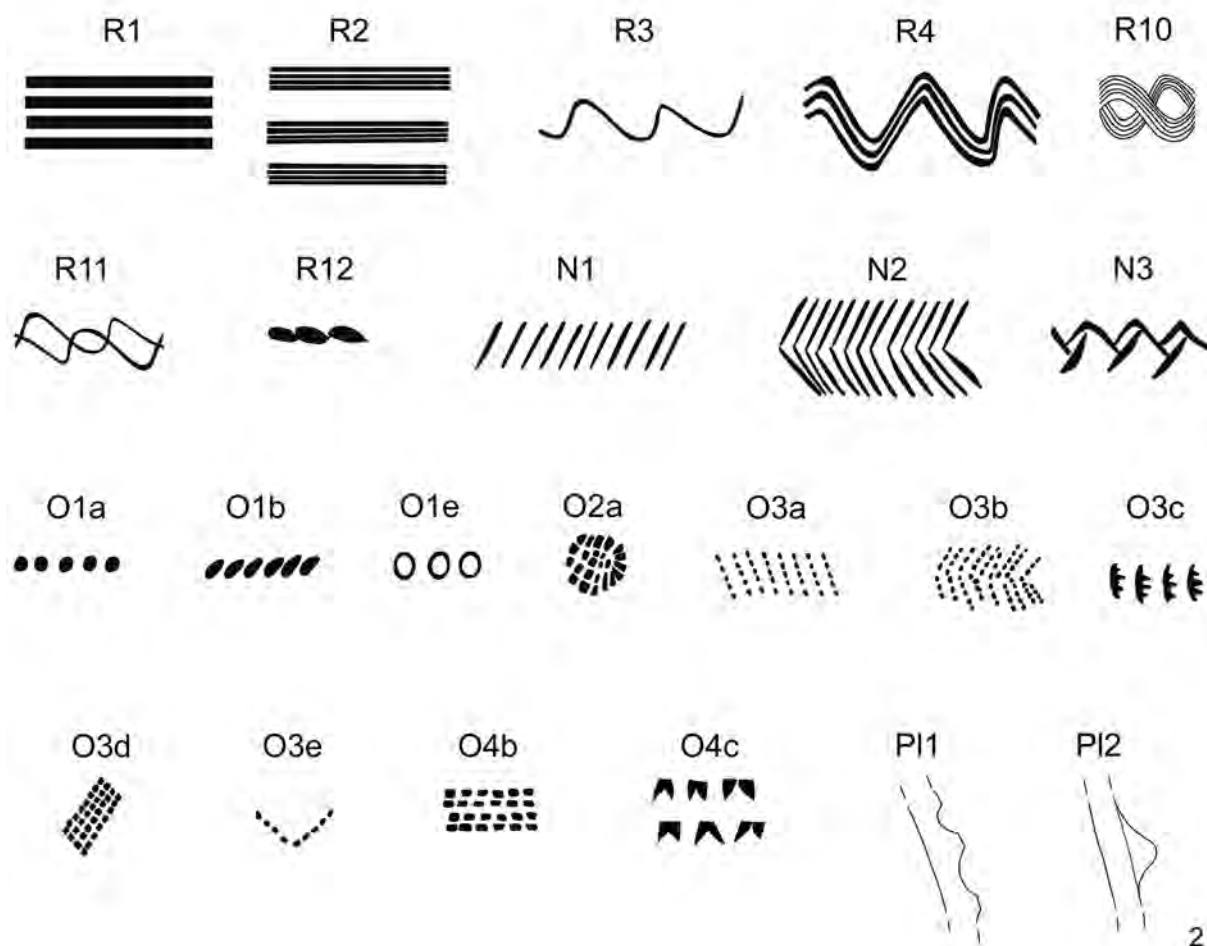 R1 R2 R3 R4 R10
R11 R12 N1 N2 N3
O1a O1b O1e O2a O3a O3b O3c
O3d O3e O4b O4c Pl1 Pl2
2